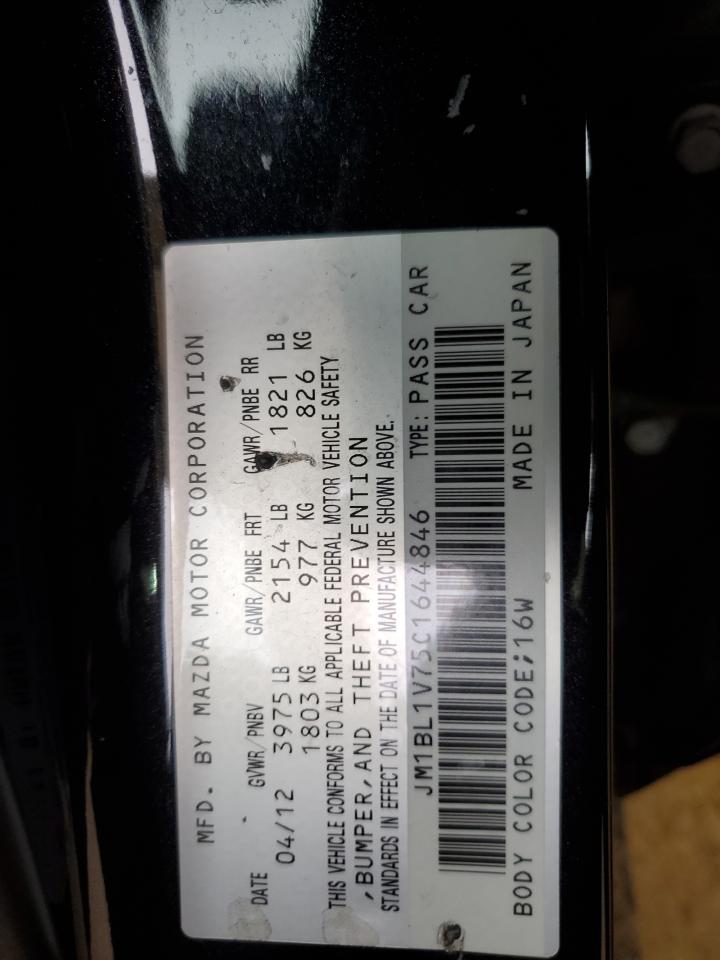 MFD. BY MAZDA MOTOR CORPORATION
DATE GVWR/PNBV GAWR/PNBE FRT GAWR/PNBE RR
04/12 3975 LB 2154 LB 1821 LB
1803 KG 977 KG 826 KG
THIS VEHICLE CONFORMS TO ALL APPLICABLE FEDERAL MOTOR VEHICLE SAFETY
,BUMPER,AND THEFT PREVENTION
STANDARDS IN EFFECT ON THE DATE OF MANUFACTURE SHOWN ABOVE.
JM1BL1V75C1644846 TYPE: PASS CAR
BODY COLOR CODE;16W MADE IN JAPAN